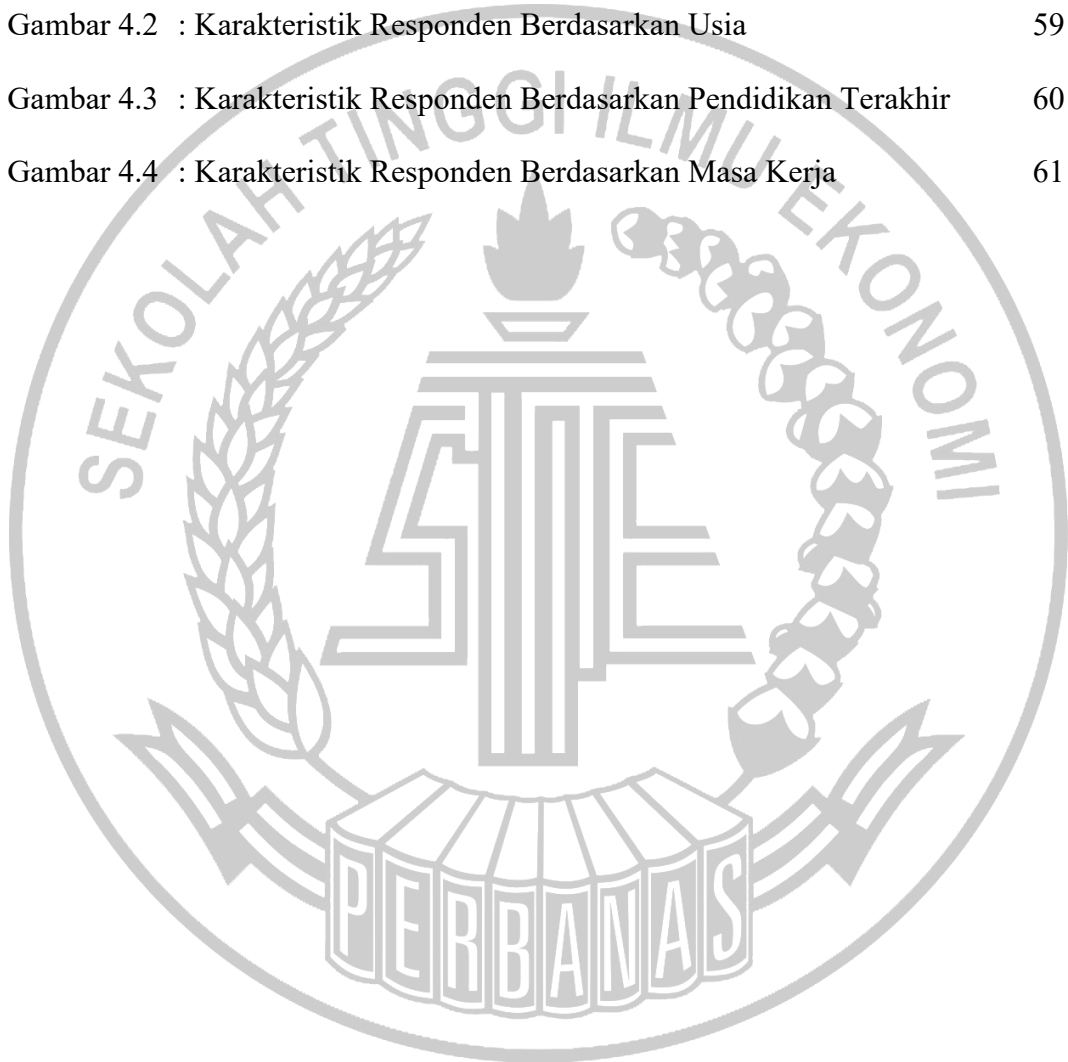 Gambar 4.2 : Karakteristik Responden Berdasarkan Usia 59
Gambar 4.3 : Karakteristik Responden Berdasarkan Pendidikan Terakhir 60
Gambar 4.4 : Karakteristik Responden Berdasarkan Masa Kerja 61
SEKOLAH TINGGI ILMU EKONOMI
STIE
PERBANAS